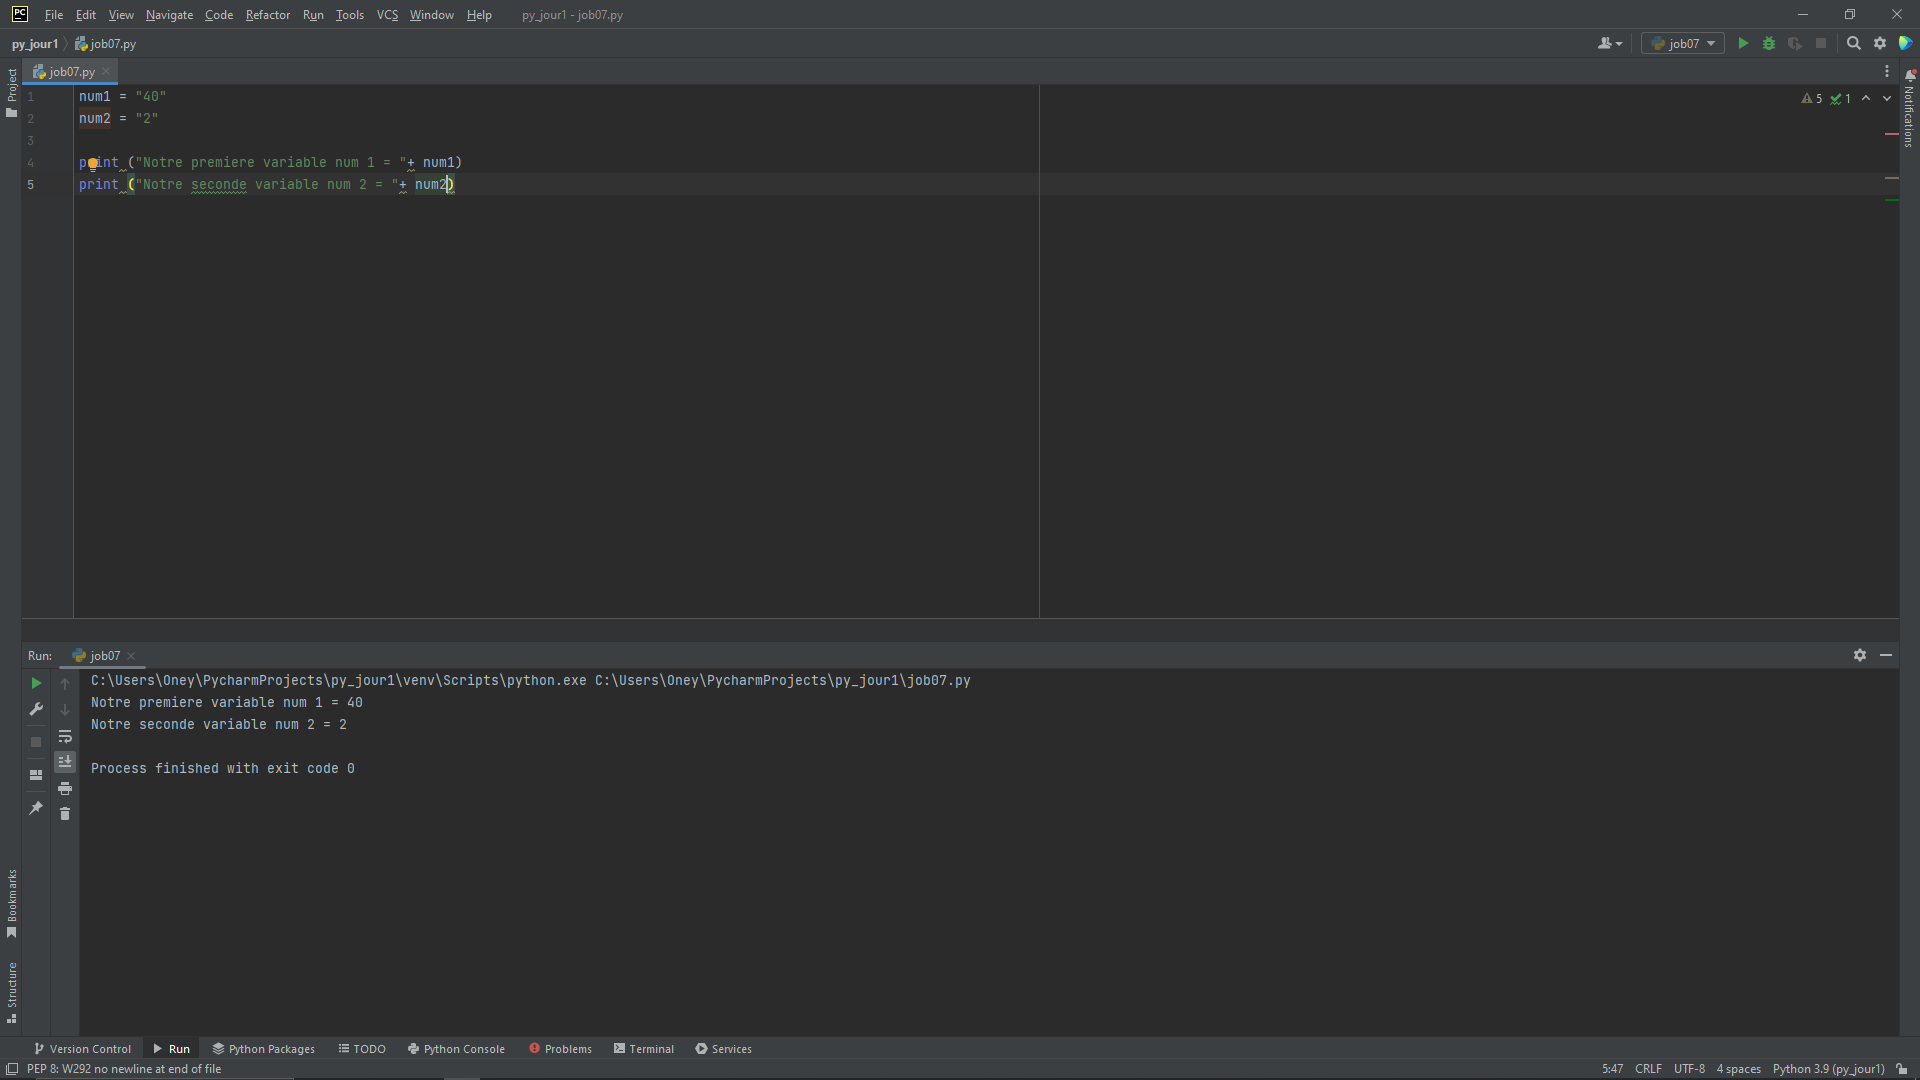 PC File Edit View Navigate Code Refactor Run Tools VCS Window Help py_jour1 - job07.py
py_jour1 job07.py job07
job07.py
Project
Notifications
5 1
1 num1 = "40"
2 num2 = "2"
3
4 print ("Notre premiere variable num 1 = "+ num1)
5 print ("Notre seconde variable num 2 = "+ num2)
Run: job07
C:\Users\Oney\PycharmProjects\py_jour1\venv\Scripts\python.exe C:\Users\Oney\PycharmProjects\py_jour1\job07.py
Notre premiere variable num 1 = 40
Notre seconde variable num 2 = 2
Process finished with exit code 0
Bookmarks
Structure
Version Control Run Python Packages TODO Python Console Problems Terminal Services
PEP 8: W292 no newline at end of file 5:47 CRLF UTF-8 4 spaces Python 3.9 (py_jour1)